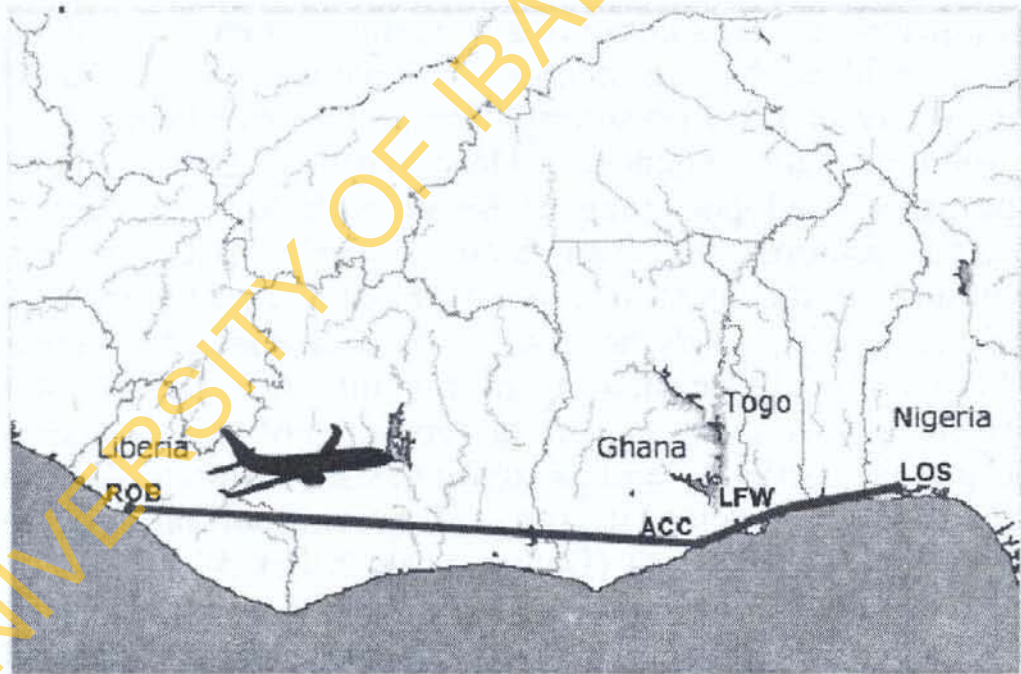 UNIVERSITY OF IBA
Liberia
ROB
Ghana
ACC
Togo
LFW
Nigeria
LOS